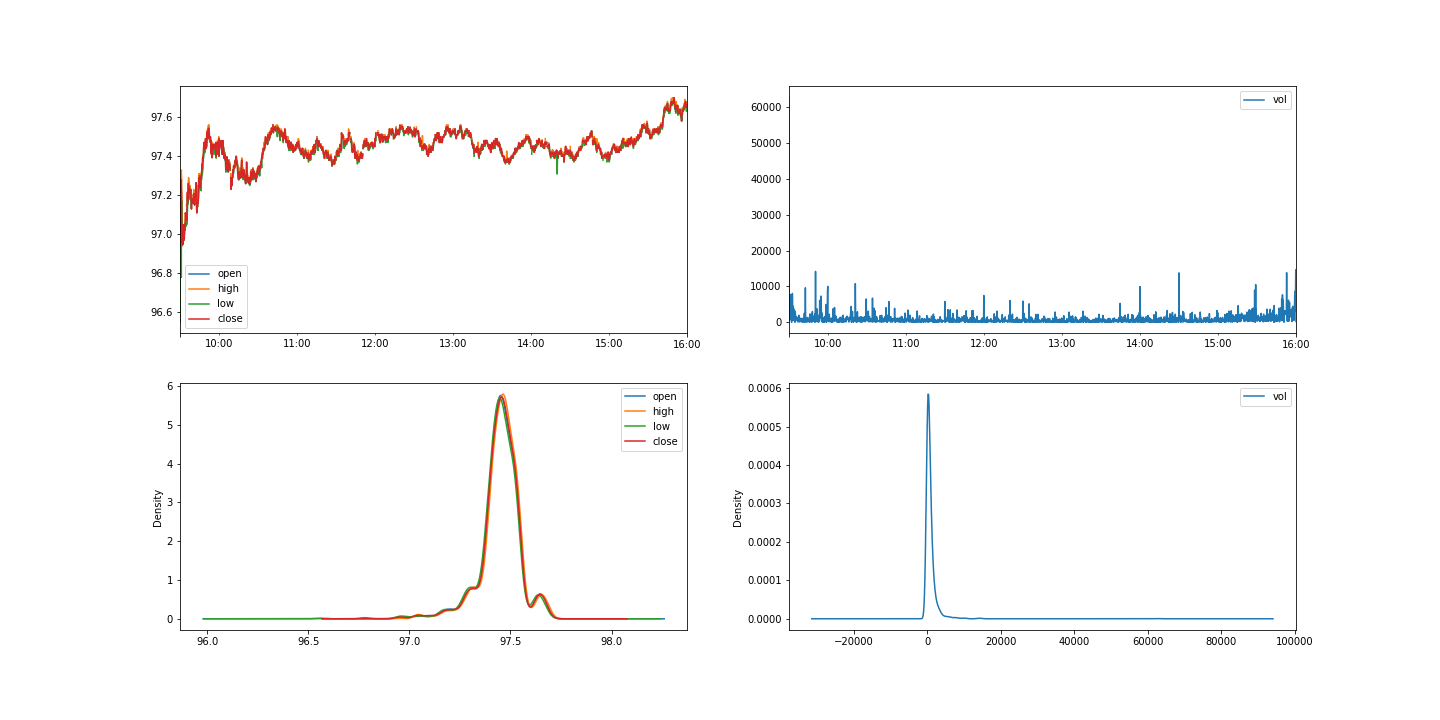 97.6
97.4
97.2
97.0
96.8
96.6
open
high
low
close
10:00 11:00 12:00 13:00 14:00 15:00 16:00
vol
60000
50000
40000
30000
20000
10000
0
10:00 11:00 12:00 13:00 14:00 15:00 16:00
Density
6
5
4
3
2
1
0
open
high
low
close
96.0 96.5 97.0 97.5 98.0
Density
0.0006
0.0005
0.0004
0.0003
0.0002
0.0001
0.0000
vol
−20000 0 20000 40000 60000 80000 100000